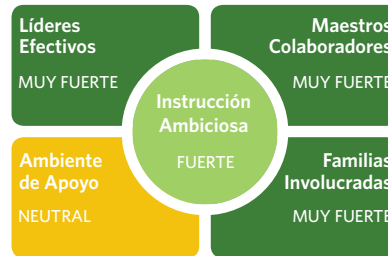 Líderes
Efectivos
MUY FUERTE
Maestros
Colaboradores
MUY FUERTE
Instrucción
Ambiciosa
FUERTE
Ambiente
de Apoyo
NEUTRAL
Familias
Involucradas
MUY FUERTE